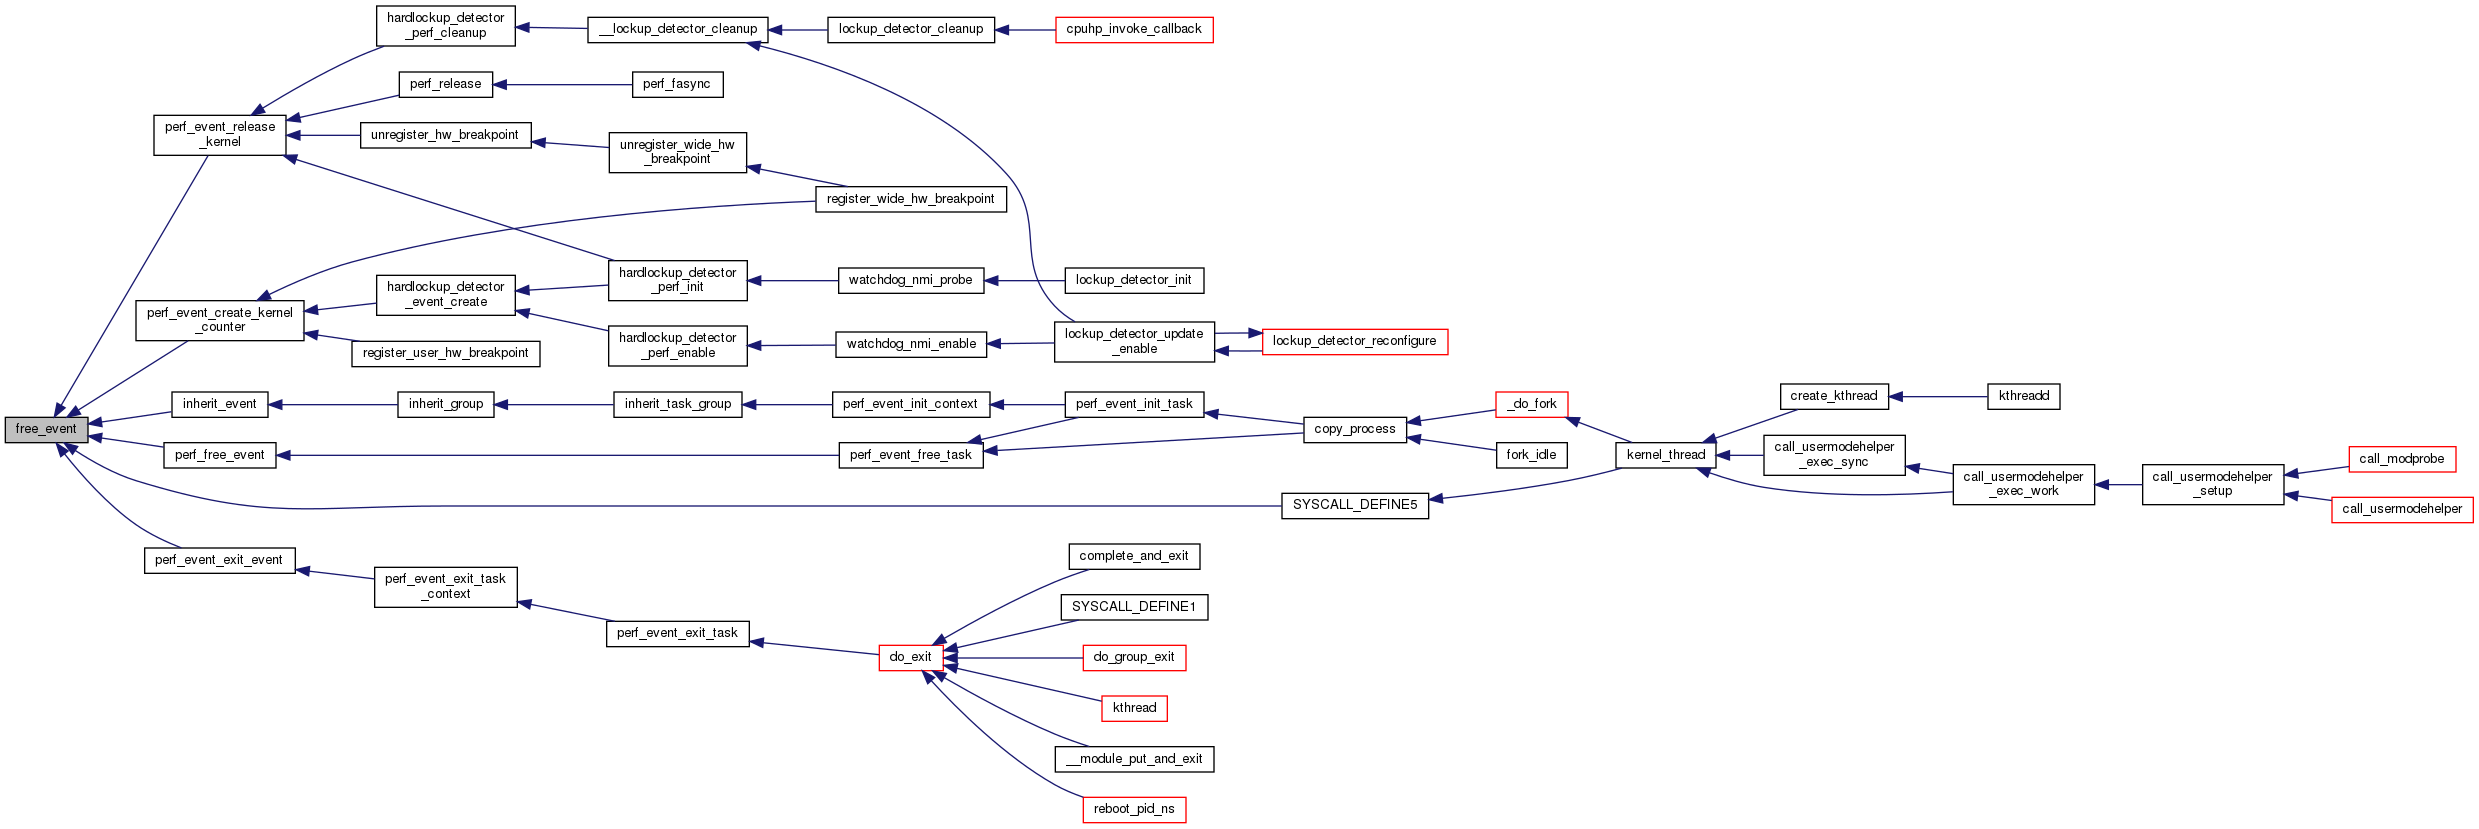 hardlockup_detector
_perf_cleanup
__lockup_detector_cleanup
lockup_detector_cleanup
cpuhp_invoke_callback
perf_release
perf_fasync
perf_event_release
_kernel
unregister_hw_breakpoint
unregister_wide_hw
_breakpoint
register_wide_hw_breakpoint
hardlockup_detector
_perf_init
watchdog_nmi_probe
lockup_detector_init
hardlockup_detector
_event_create
perf_event_create_kernel
_counter
register_user_hw_breakpoint
hardlockup_detector
_perf_enable
watchdog_nmi_enable
lockup_detector_update
_enable
lockup_detector_reconfigure
free_event
inherit_event
inherit_group
inherit_task_group
perf_event_init_context
perf_event_init_task
copy_process
_do_fork
fork_idle
kernel_thread
create_kthread
kthreadd
call_usermodehelper
_exec_sync
call_usermodehelper
_exec_work
call_usermodehelper
_setup
call_modprobe
call_usermodehelper
perf_free_event
perf_event_free_task
SYSCALL_DEFINE5
perf_event_exit_event
perf_event_exit_task
_context
perf_event_exit_task
do_exit
complete_and_exit
SYSCALL_DEFINE1
do_group_exit
kthread
__module_put_and_exit
reboot_pid_ns